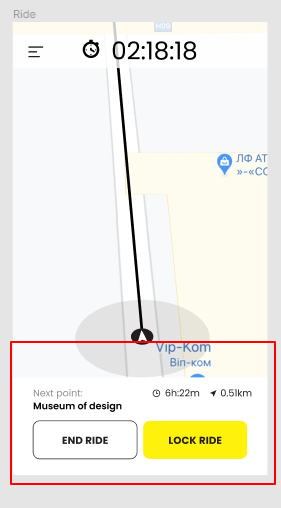 Ride
M06
02:18:18
ЛФ АТ
»-«СС
Vip-Kom
Віп-ком
Next point:
6h:22m
0.51km
Museum of design
END RIDE
LOCK RIDE